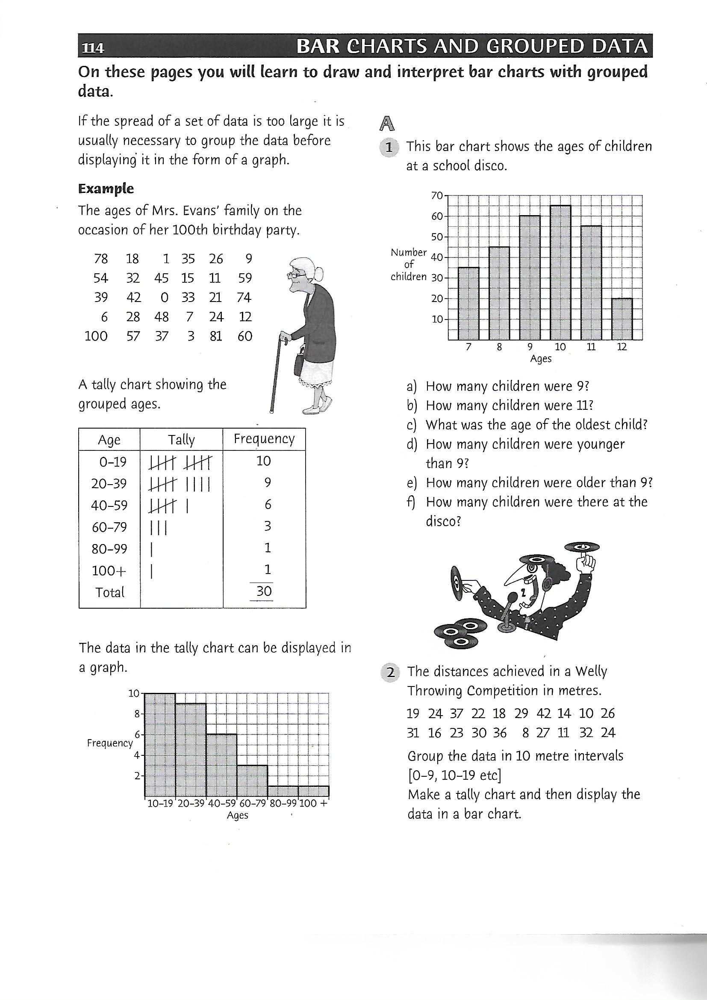 114
BAR CHARTS AND GROUPED DATA
On these pages you will learn to draw and interpret bar charts with grouped
data.
If the spread of a set of data is too large it is
usually necessary to group the data before
displaying it in the form of a graph.
Example
The ages of Mrs. Evans' family on the
occasion of her 100th birthday party.
78 18 1 35 26 9
54 32 45 15 11 59
39 42 0 33 21 74
6 28 48 7 24 12
100 57 37 3 81 60
A tally chart showing the
grouped ages.
Age Tally Frequency
0–19 10
20–39 9
40–59 6
60–79 3
80–99 1
100+ 1
Total 30
The data in the tally chart can be displayed in
a graph.
10
8
6
Frequency
4
2
10–19 20–39 40–59 60–79 80–99 100 +
Ages
A
1 This bar chart shows the ages of children
at a school disco.
70
60
50
Number
of
children
40
30
20
10
7 8 9 10 11 12
Ages
a) How many children were 9?
b) How many children were 11?
c) What was the age of the oldest child?
d) How many children were younger
than 9?
e) How many children were older than 9?
f) How many children were there at the
disco?
2 The distances achieved in a Welly
Throwing Competition in metres.
19 24 37 22 18 29 42 14 10 26
31 16 23 30 36 8 27 11 32 24
Group the data in 10 metre intervals
[0–9, 10–19 etc]
Make a tally chart and then display the
data in a bar chart.